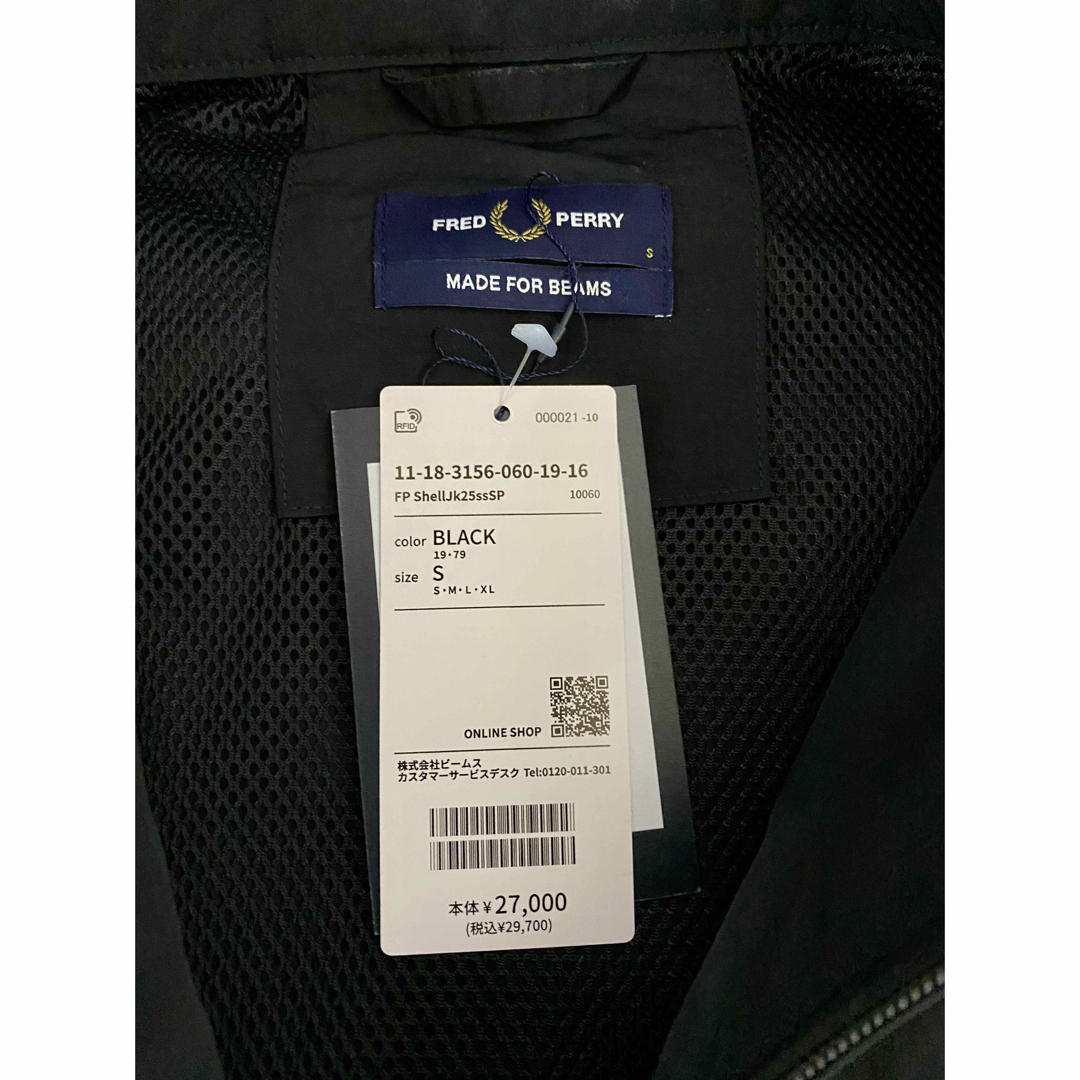 FRED PERRY
S
MADE FOR BEAMS
RFID
000021 -10
11-18-3156-060-19-16
FP ShellJk25ssSP 10060
color BLACK
19・79
size S
S・M・L・XL
ONLINE SHOP
株式会社ビームス
カスタマーサービスデスク Tel:0120-011-301
本体¥27,000
(税込¥29,700)